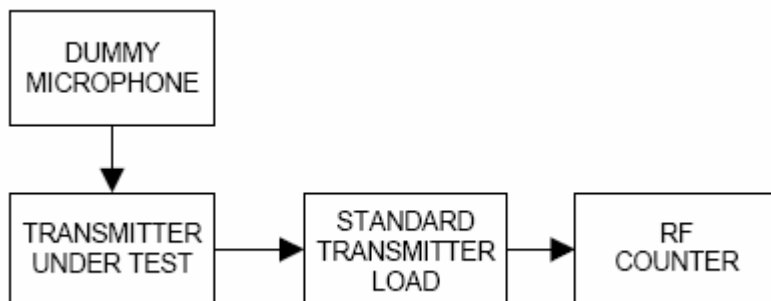 DUMMY
MICROPHONE
TRANSMITTER
UNDER TEST
STANDARD
TRANSMITTER
LOAD
RF
COUNTER